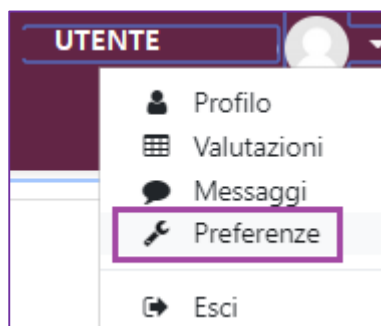 UTENTE
Profilo
Valutazioni
Messaggi
Preferenze
Esci